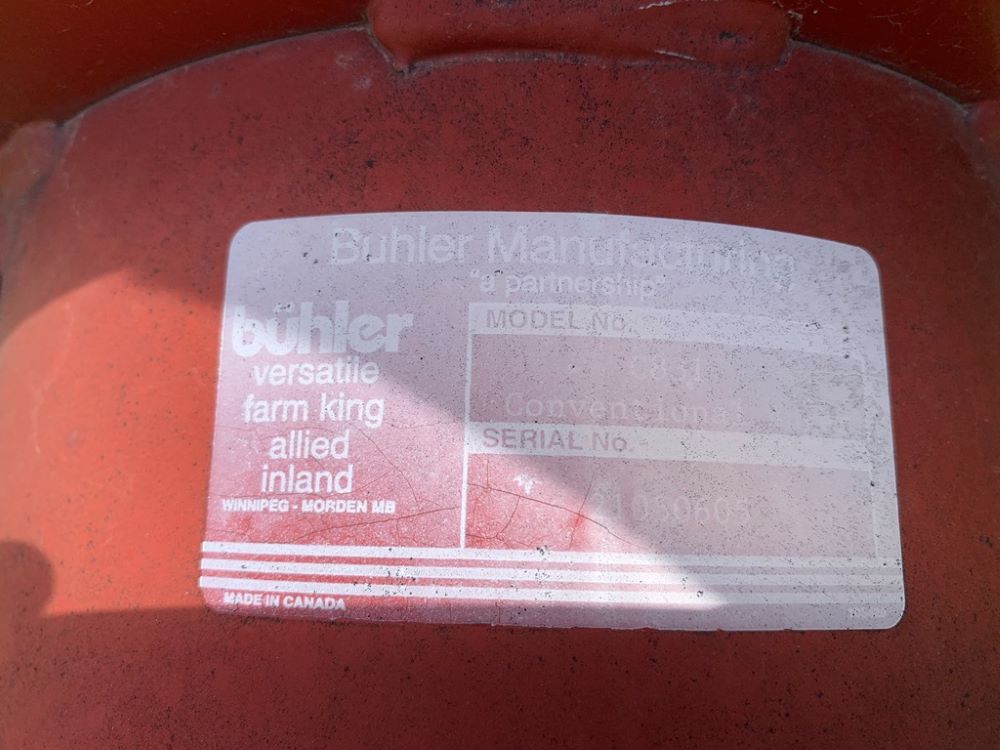 Buhler Manufacturing
"a partnership"
bühler
versatile
farm king
allied
inland
WINNIPEG - MORDEN MB
MODEL No.
Conventional
SERIAL No.
MADE IN CANADA